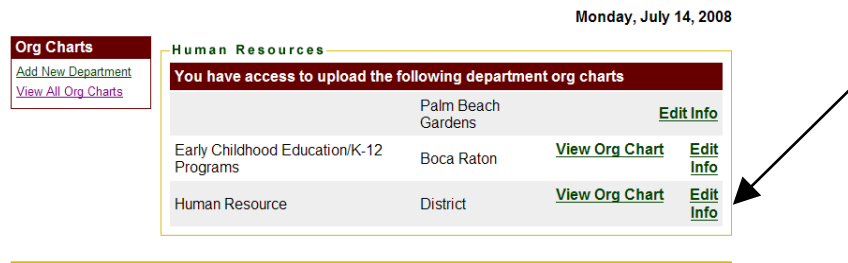 Monday, July 14, 2008
Org Charts
Add New Department
View All Org Charts
Human Resources
You have access to upload the following department org charts
Palm Beach
Gardens
Edit Info
Early Childhood Education/K-12
Programs
Boca Raton
View Org Chart
Edit
Info
Human Resource
District
View Org Chart
Edit
Info